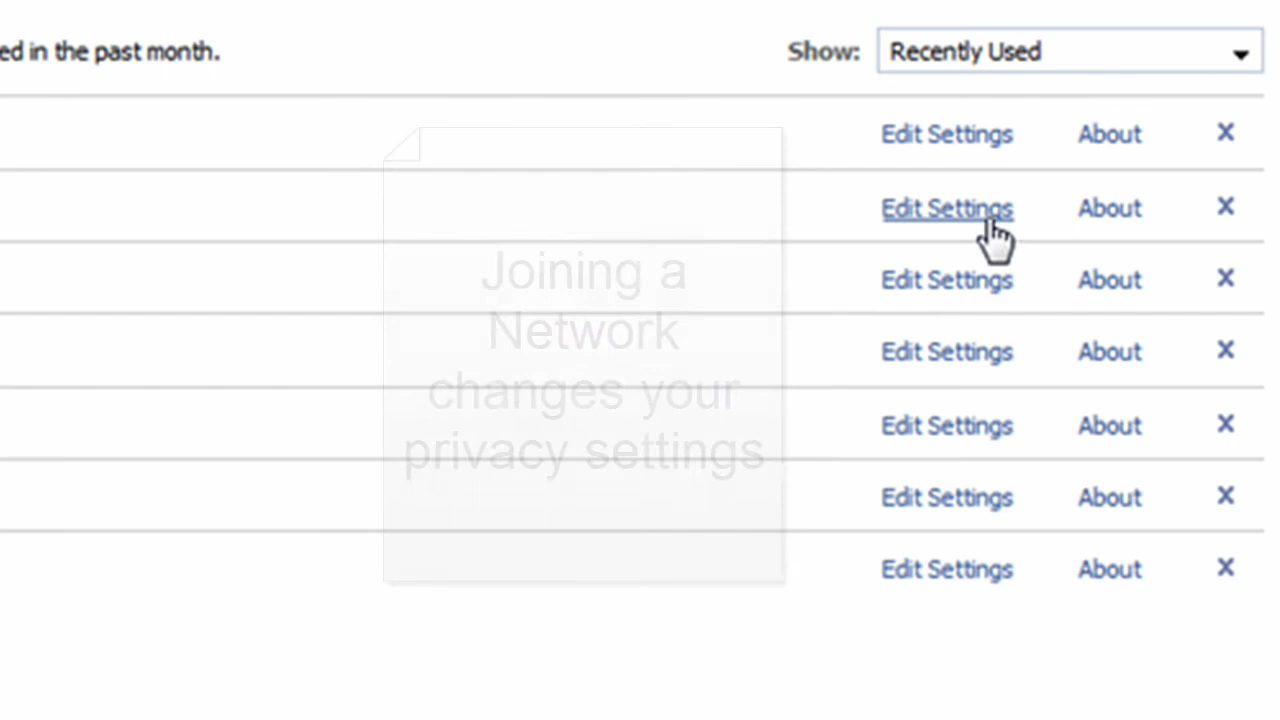 ed in the past month.
Show: Recently Used
Edit Settings About X
Edit Settings About X
Joining a
Edit Settings About X
Network
Edit Settings About X
changes your
Edit Settings About X
privacy settings
Edit Settings About X
Edit Settings About X